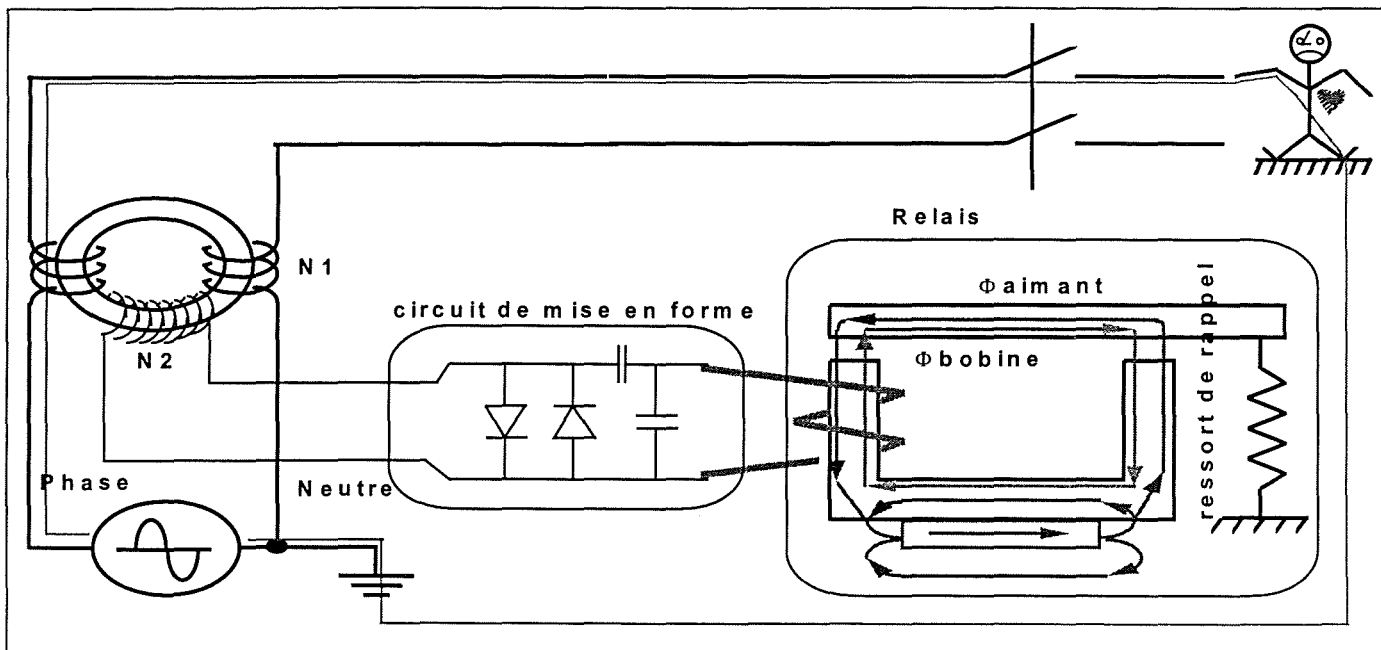 Relais
N1
Φaimant
circuit de mise en forme
N2
Φbobine
ressort de rappel
Phase
Neutre